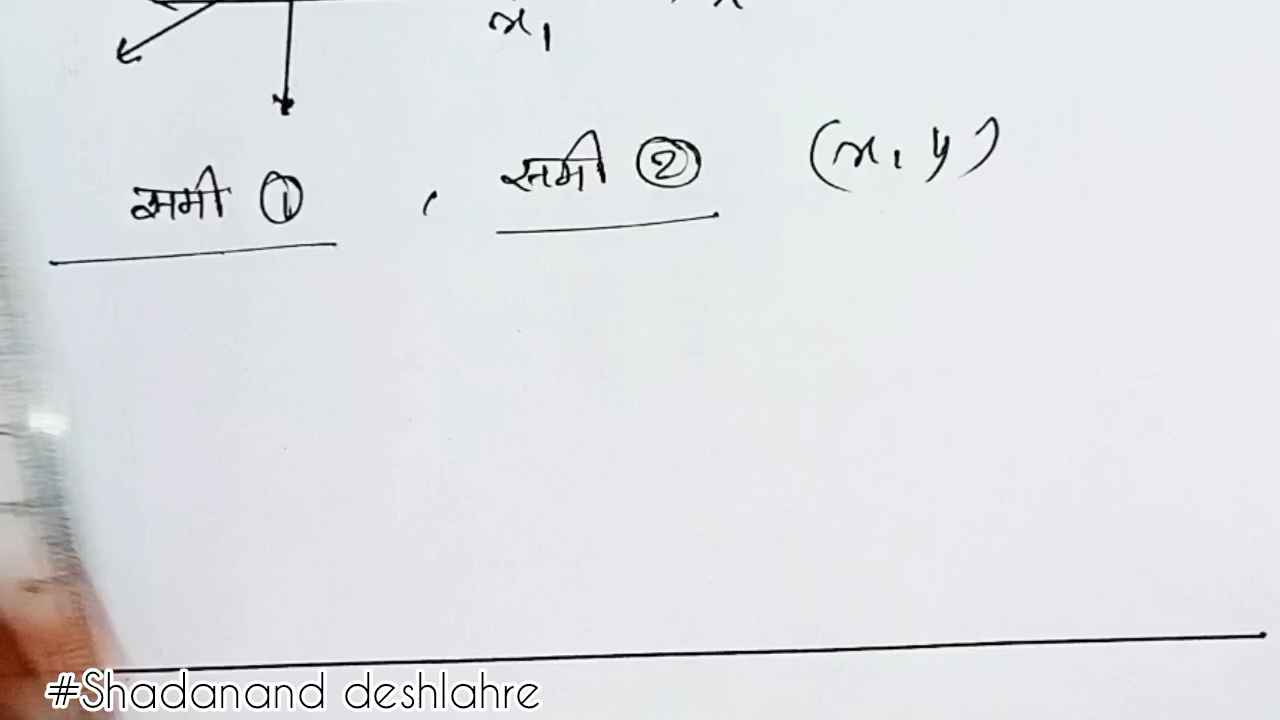 x₁ x
समी ① , समी ② (x, y)
#Shadanand deshlahre